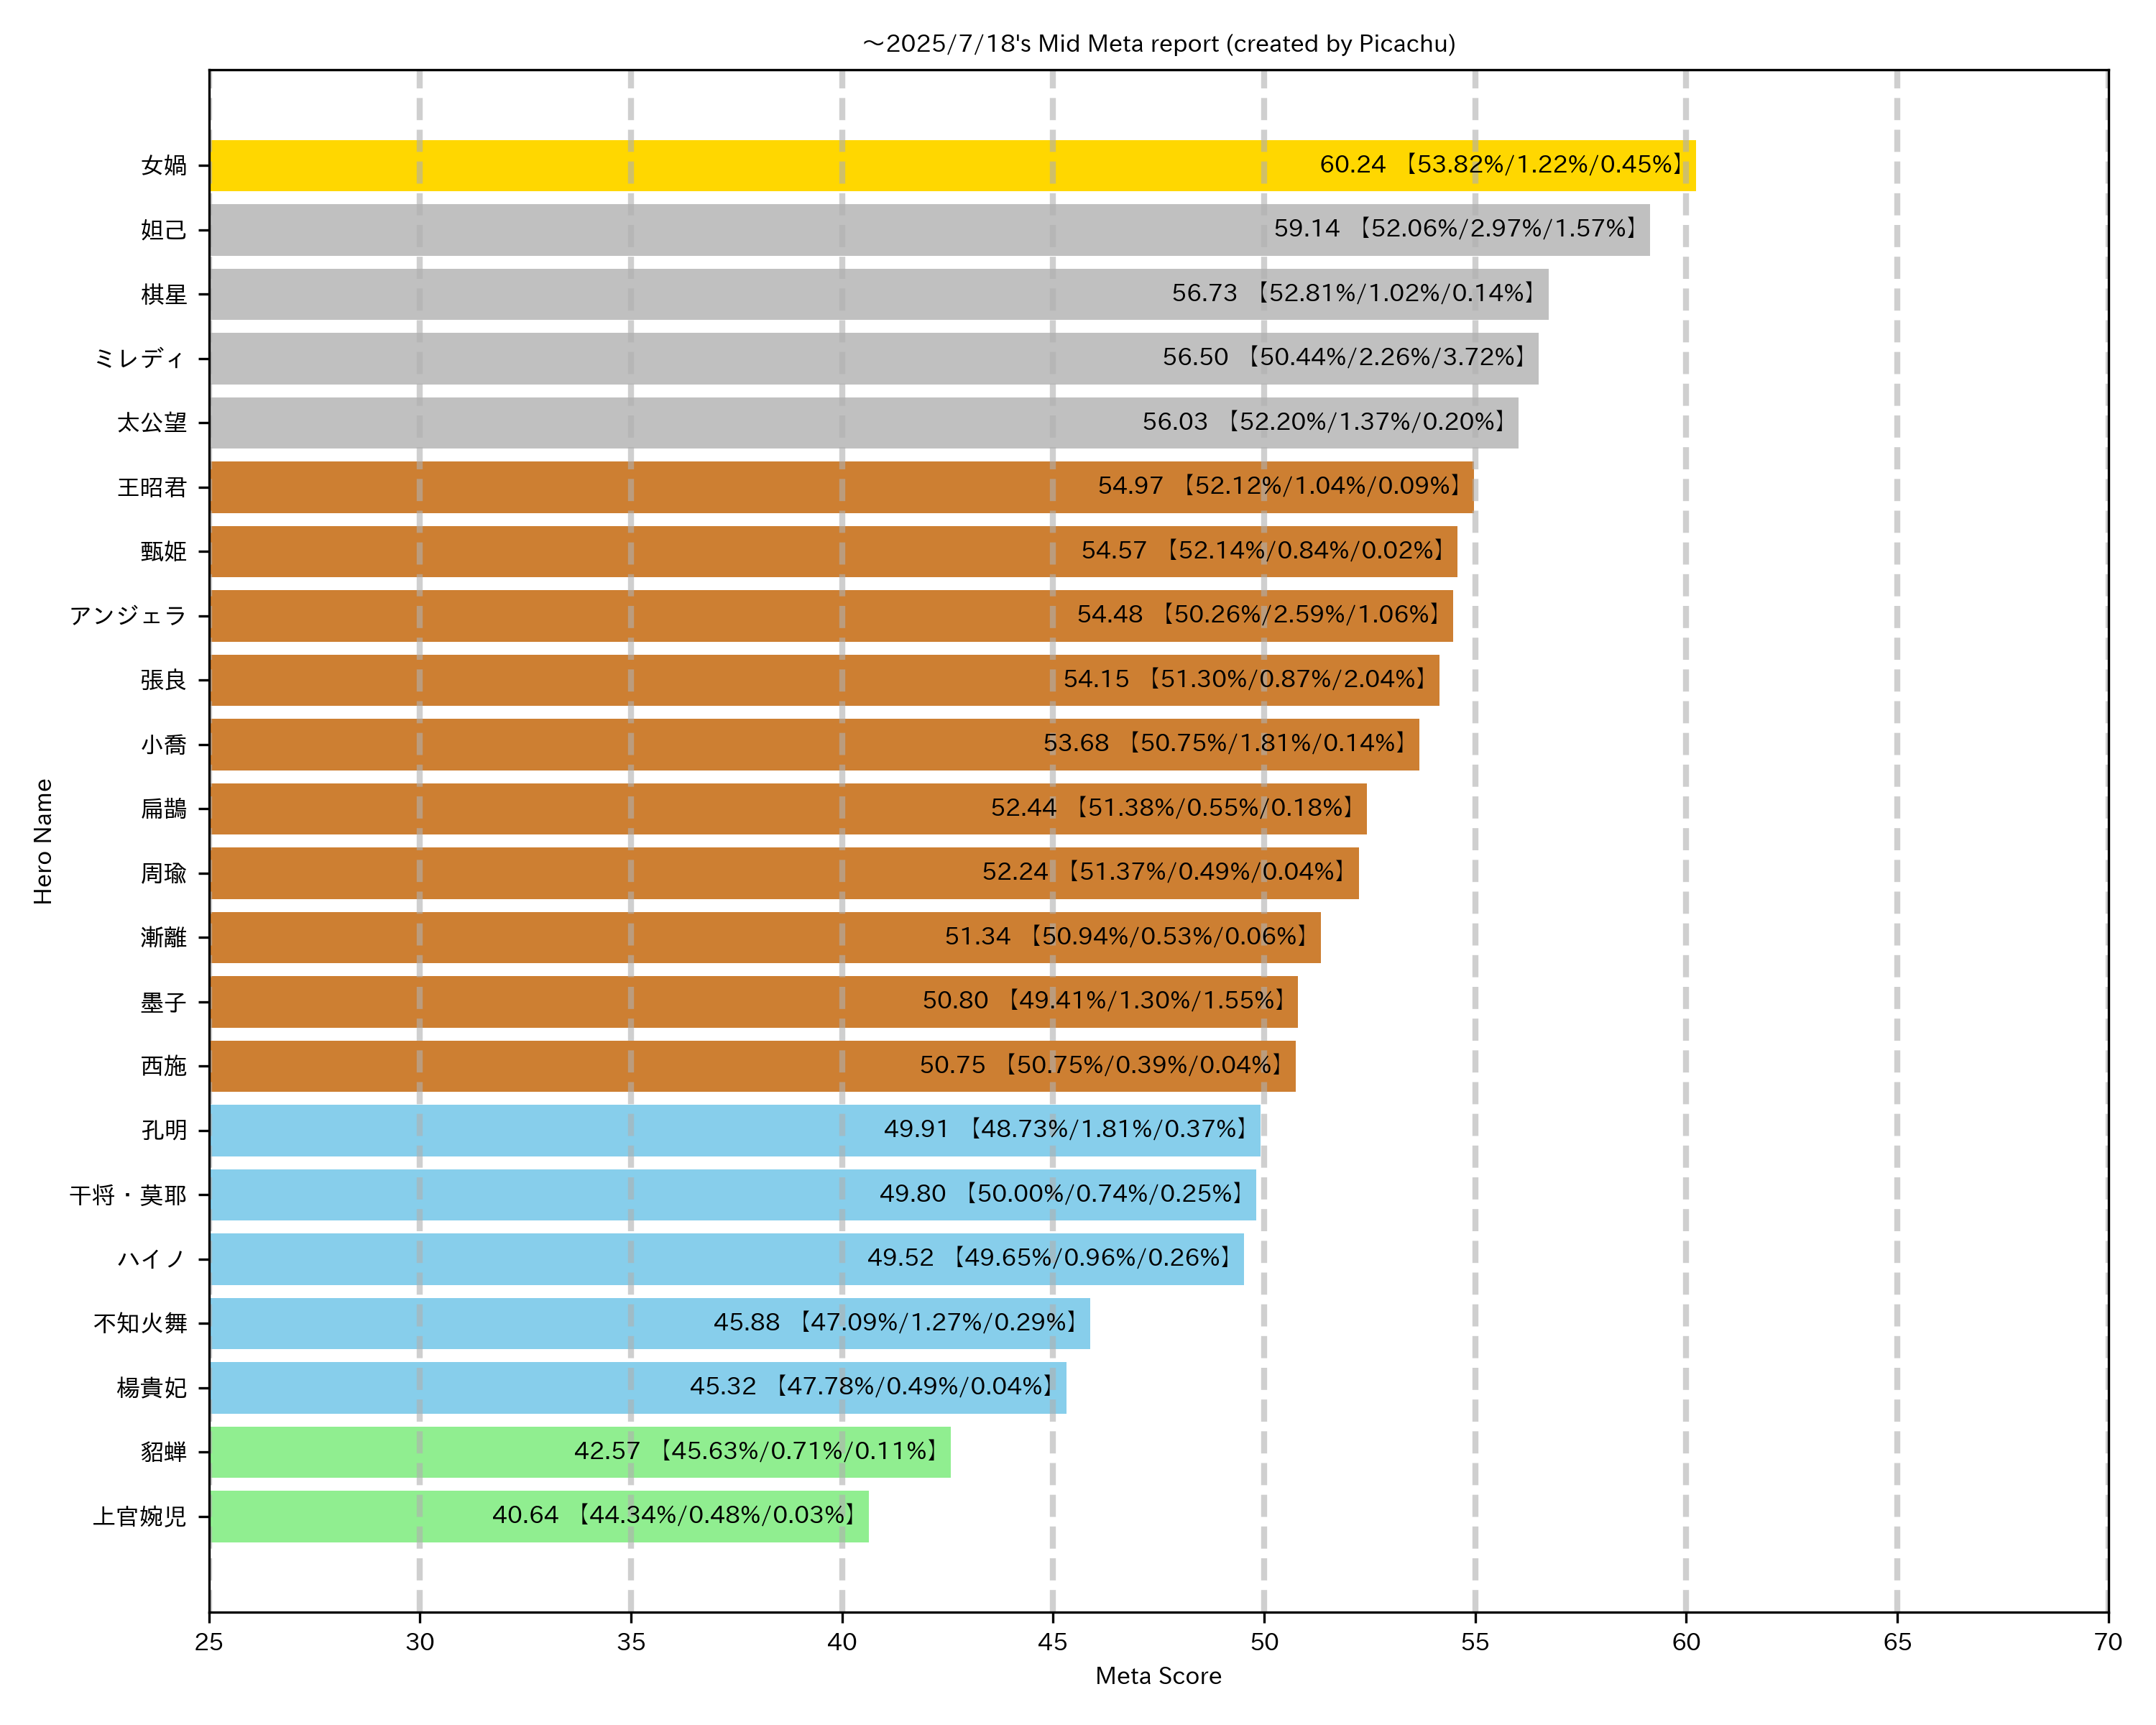 ～2025/7/18's Mid Meta report (created by Picachu)
Hero Name
女媧 60.24 【53.82%/1.22%/0.45%】
妲己 59.14 【52.06%/2.97%/1.57%】
棋星 56.73 【52.81%/1.02%/0.14%】
ミレディ 56.50 【50.44%/2.26%/3.72%】
太公望 56.03 【52.20%/1.37%/0.20%】
王昭君 54.97 【52.12%/1.04%/0.09%】
甄姫 54.57 【52.14%/0.84%/0.02%】
アンジェラ 54.48 【50.26%/2.59%/1.06%】
張良 54.15 【51.30%/0.87%/2.04%】
小喬 53.68 【50.75%/1.81%/0.14%】
扁鵲 52.44 【51.38%/0.55%/0.18%】
周瑜 52.24 【51.37%/0.49%/0.04%】
漸離 51.34 【50.94%/0.53%/0.06%】
墨子 50.80 【49.41%/1.30%/1.55%】
西施 50.75 【50.75%/0.39%/0.04%】
孔明 49.91 【48.73%/1.81%/0.37%】
干将・莫耶 49.80 【50.00%/0.74%/0.25%】
ハイノ 49.52 【49.65%/0.96%/0.26%】
不知火舞 45.88 【47.09%/1.27%/0.29%】
楊貴妃 45.32 【47.78%/0.49%/0.04%】
貂蝉 42.57 【45.63%/0.71%/0.11%】
上官婉児 40.64 【44.34%/0.48%/0.03%】
25 30 35 40 45 50 55 60 65 70
Meta Score